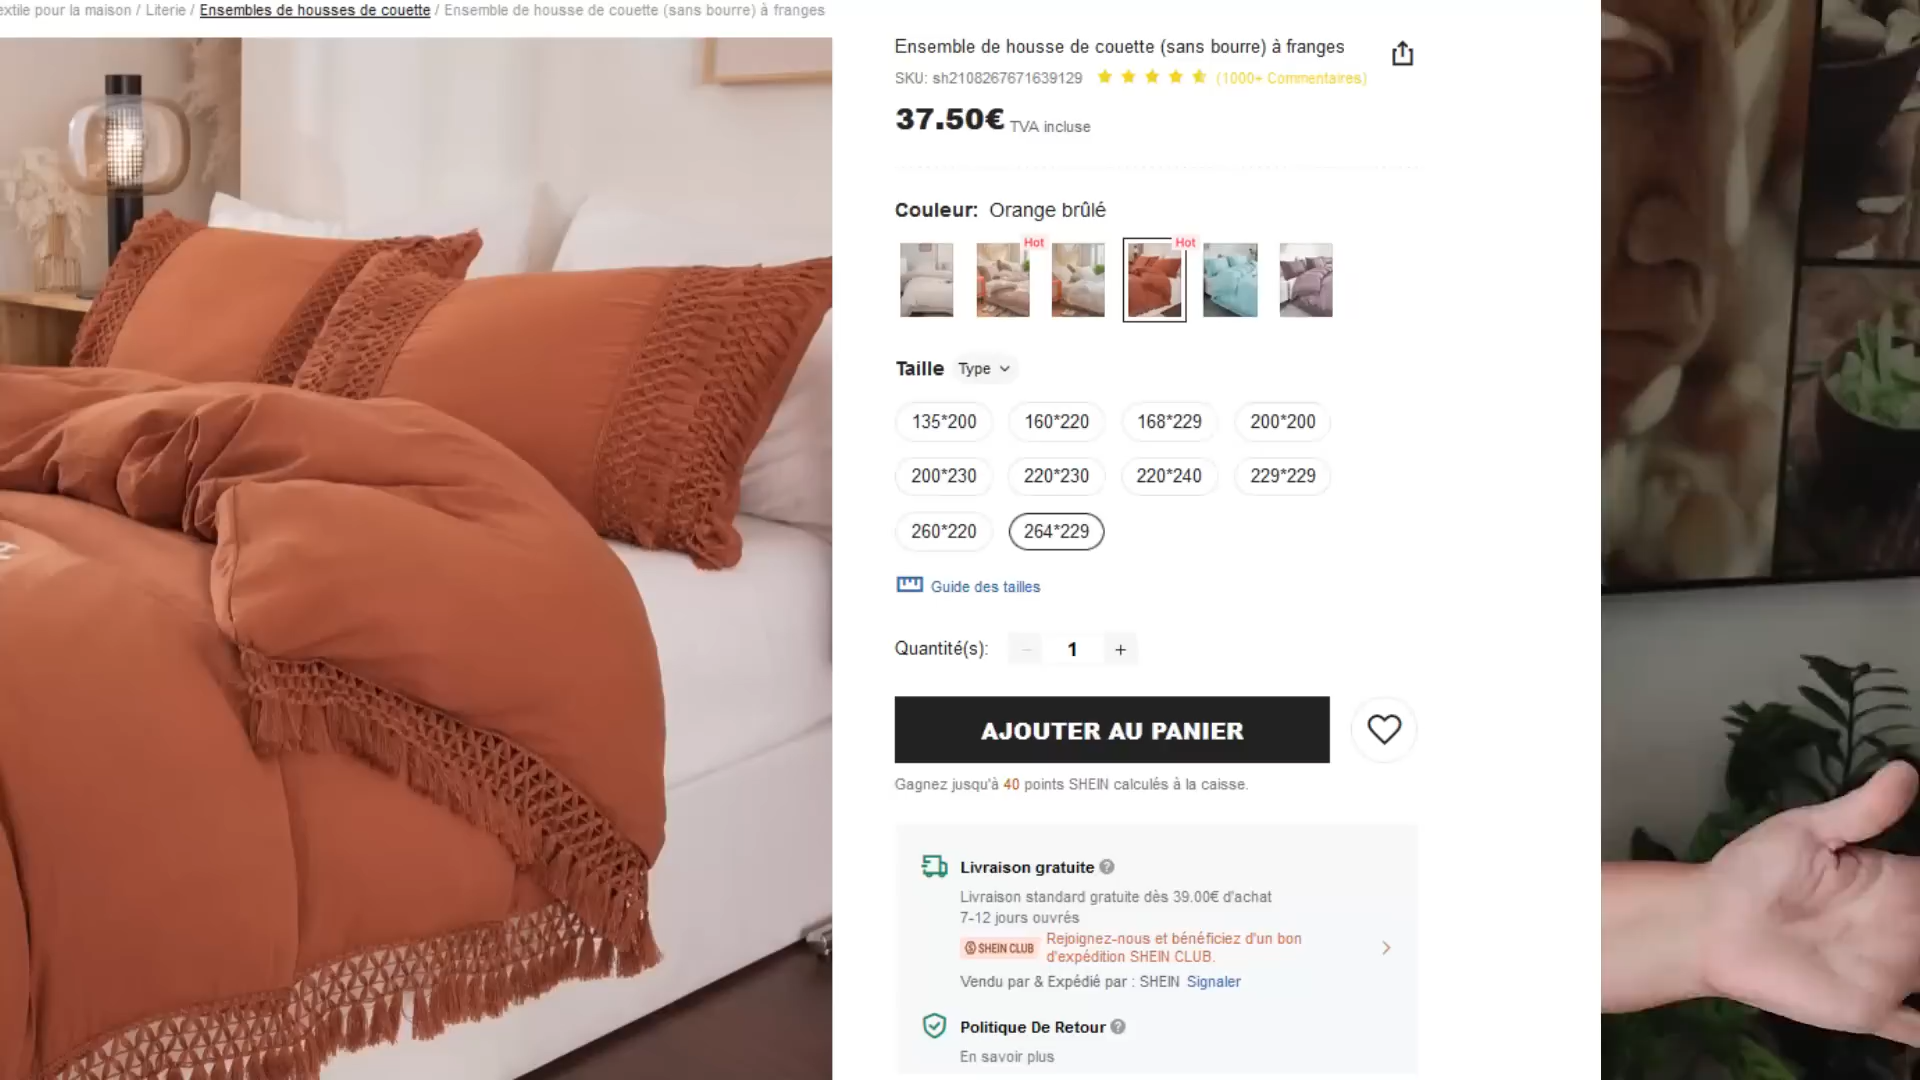 extile pour la maison / Literie / Ensembles de housses de couette / Ensemble de housse de couette (sans bourre) à franges
Ensemble de housse de couette (sans bourre) à franges
SKU: sh2108267671639129 (1000+ Commentaires)
37.50€ TVA incluse
Couleur: Orange brûlé
Hot
Hot
Taille Type
135*200 160*220 168*229 200*200
200*230 220*230 220*240 229*229
260*220 264*229
Guide des tailles
Quantité(s): - 1 +
AJOUTER AU PANIER
Gagnez jusqu'à 40 points SHEIN calculés à la caisse.
Livraison gratuite ?
Livraison standard gratuite dès 39.00€ d'achat
7-12 jours ouvrés
S SHEIN CLUB Rejoignez-nous et bénéficiez d'un bon
d'expédition SHEIN CLUB.
Vendu par & Expédié par : SHEIN Signaler
Politique De Retour ?
En savoir plus